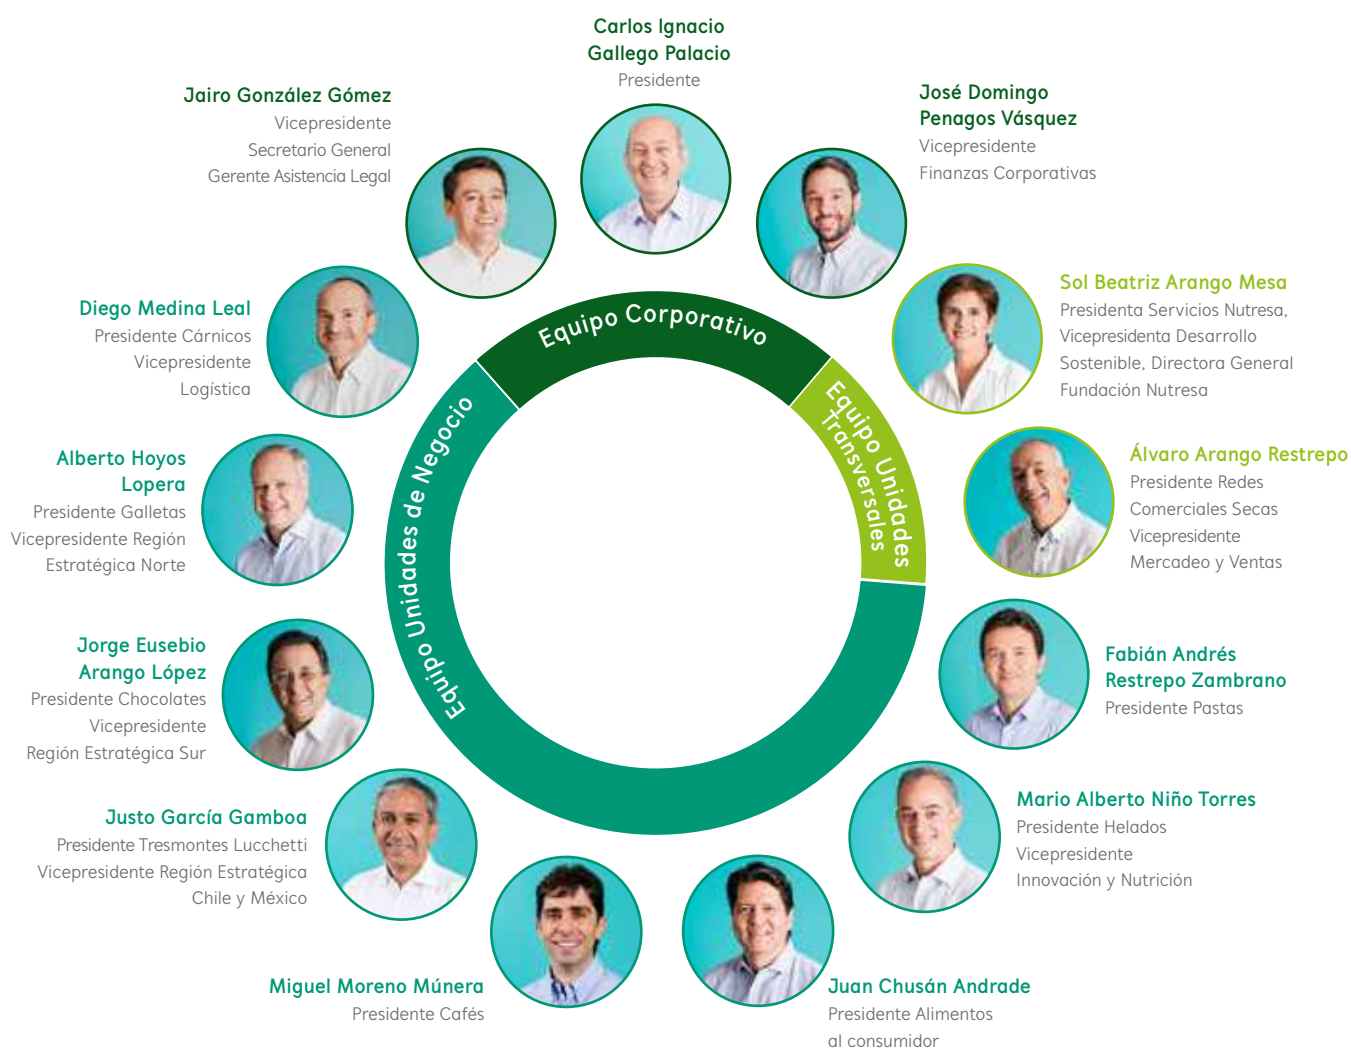 Carlos Ignacio
Gallego Palacio
Presidente
Jairo González Gómez
Vicepresidente
Secretario General
Gerente Asistencia Legal
José Domingo
Penagos Vásquez
Vicepresidente
Finanzas Corporativas
Diego Medina Leal
Presidente Cárnicos
Vicepresidente
Logística
Sol Beatriz Arango Mesa
Presidenta Servicios Nutresa,
Vicepresidenta Desarrollo
Sostenible, Directora General
Fundación Nutresa
Equipo Corporativo
Equipo Unidades
Transversales
Equipo Unidades de Negocio
Alberto Hoyos
Lopera
Presidente Galletas
Vicepresidente Región
Estratégica Norte
Álvaro Arango Restrepo
Presidente Redes
Comerciales Secas
Vicepresidente
Mercadeo y Ventas
Jorge Eusebio
Arango López
Presidente Chocolates
Vicepresidente
Región Estratégica Sur
Fabián Andrés
Restrepo Zambrano
Presidente Pastas
Justo García Gamboa
Presidente Tresmontes Lucchetti
Vicepresidente Región Estratégica
Chile y México
Mario Alberto Niño Torres
Presidente Helados
Vicepresidente
Innovación y Nutrición
Miguel Moreno Múnera
Presidente Cafés
Juan Chusán Andrade
Presidente Alimentos
al consumidor